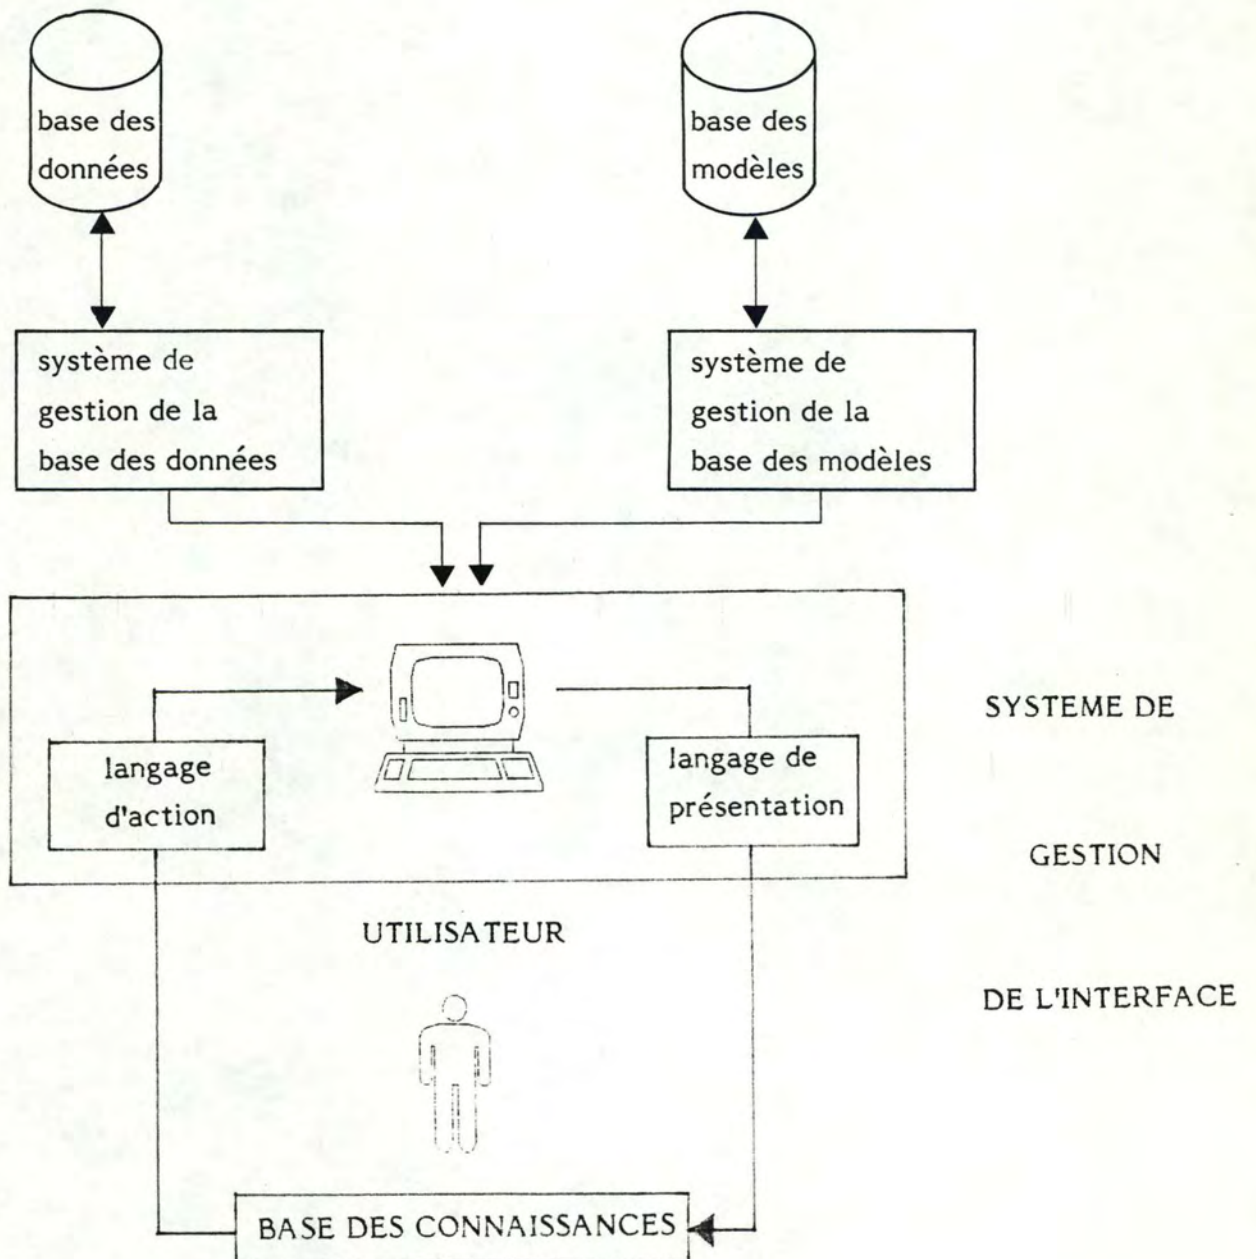 base des
données
base des
modèles
système de
gestion de la
base des données
système de
gestion de la
base des modèles
langage
d'action
langage de
présentation
SYSTEME DE
GESTION
DE L'INTERFACE
UTILISATEUR
BASE DES CONNAISSANCES